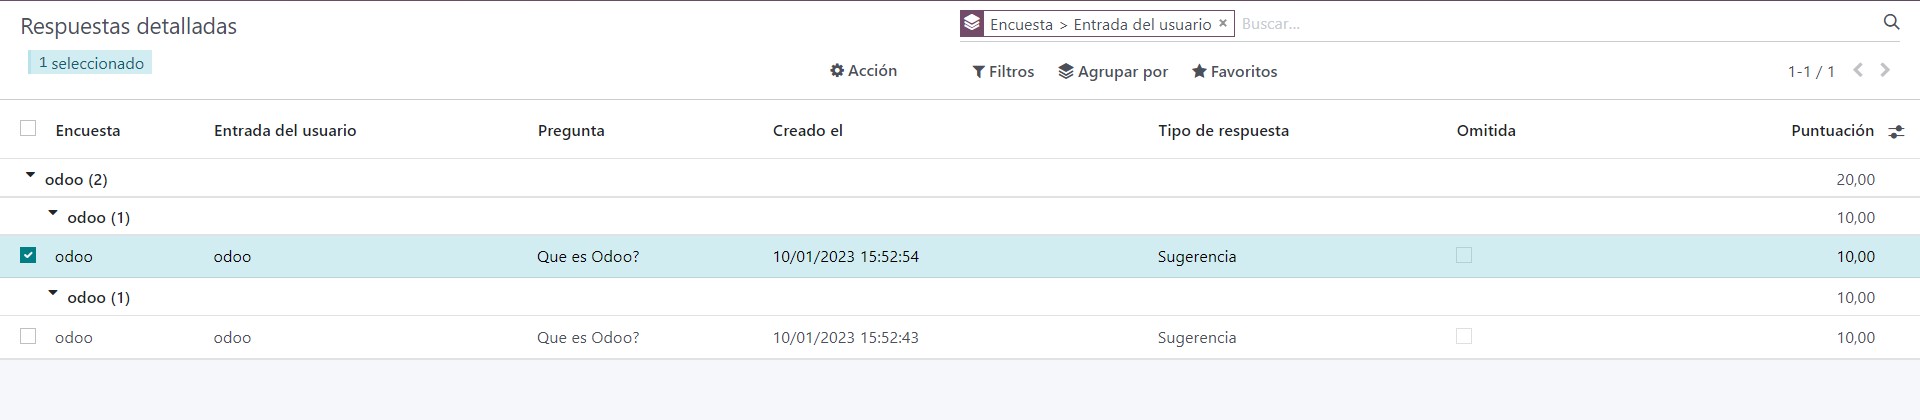 Respuestas detalladas
Encuesta > Entrada del usuario × Buscar...
1 seleccionado
Acción Filtros Agrupar por Favoritos 1-1 / 1
Encuesta Entrada del usuario Pregunta Creado el Tipo de respuesta Omitida Puntuación
odoo (2) 20,00
odoo (1) 10,00
odoo odoo Que es Odoo? 10/01/2023 15:52:54 Sugerencia 10,00
odoo (1) 10,00
odoo odoo Que es Odoo? 10/01/2023 15:52:43 Sugerencia 10,00